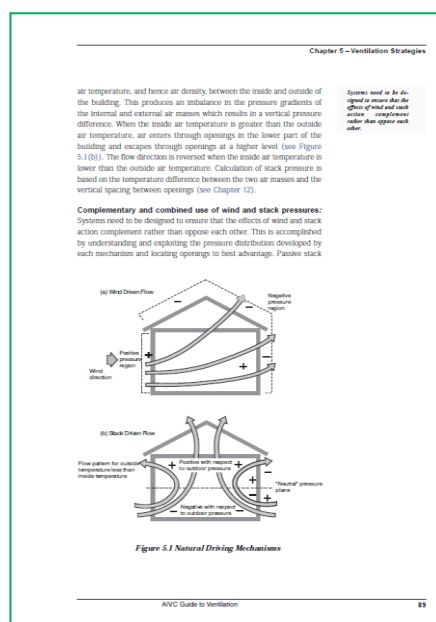 Chapter 5 – Ventilation Strategies
air temperature, and hence air density, between the inside and outside of
the building. This produces an imbalance in the pressure gradients of
the internal and external air masses which results in a vertical pressure
difference. When the inside air temperature is greater than the outside
air temperature, air enters through openings in the lower part of the
building and escapes through openings at a higher level (see Figure
5.1(b)). The flow direction is reversed when the inside air temperature is
lower than the outside air temperature. Calculation of stack pressure is
based on the temperature difference between the two air masses and the
vertical spacing between openings (see Chapter 12).
Systems need to be de-
signed to ensure that the
effects of wind and stack
action complement
rather than oppose each
other.
Complementary and combined use of wind and stack pressures:
Systems need to be designed to ensure that the effects of wind and stack
action complement rather than oppose each other. This is accomplished
by understanding and exploiting the pressure distribution developed by
each mechanism and locating openings to best advantage. Passive stack
(a) Wind Driven Flow
Negative
pressure
region
Positive
pressure
region
Wind
direction
(b) Stack Driven Flow
Flow pattern for outside
temperature less than
inside temperature
Positive with respect
to outdoor pressure
"Neutral" pressure
plane
Negative with respect
to outdoor pressure
Figure 5.1 Natural Driving Mechanisms
AIVC Guide to Ventilation
89